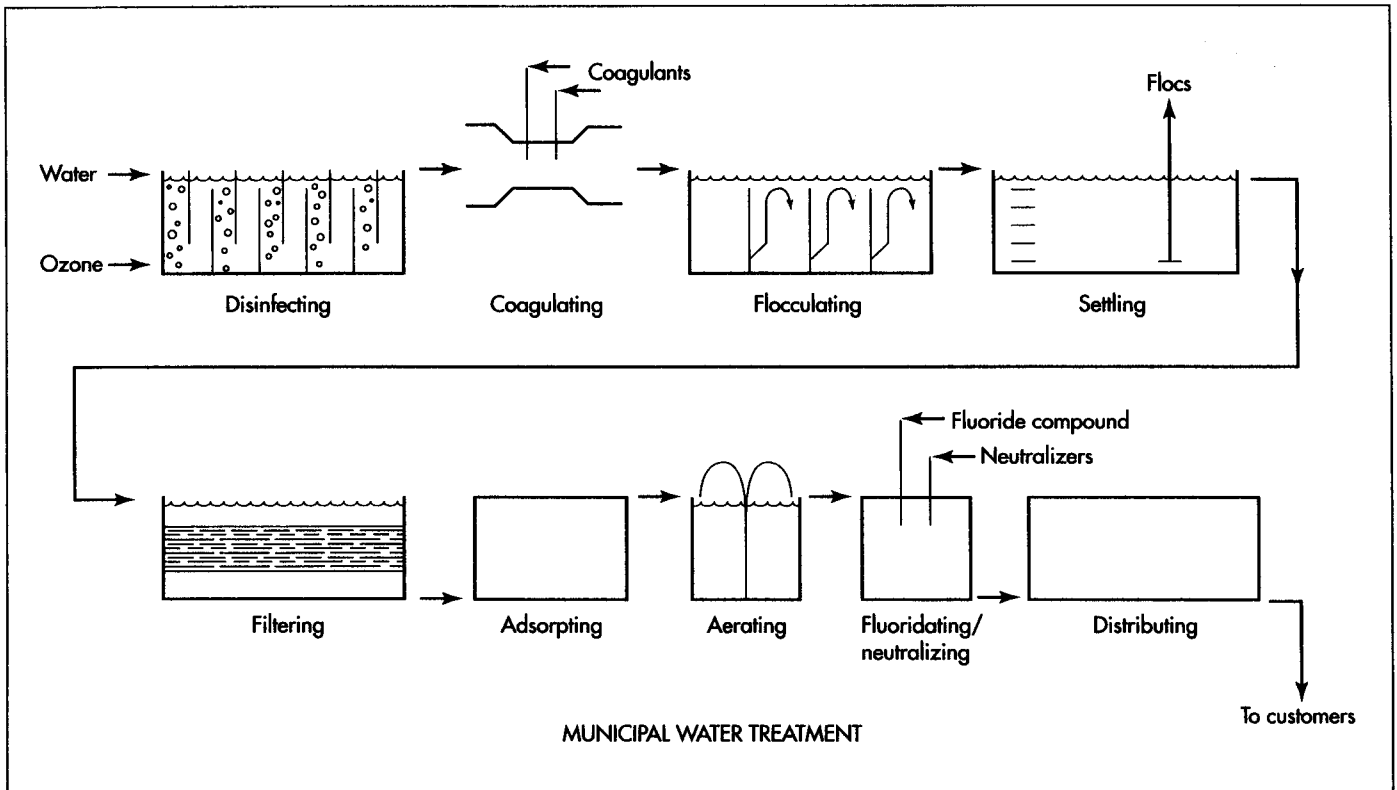 Coagulants
Flocs
Water
Ozone
Disinfecting
Coagulating
Flocculating
Settling
Fluoride compound
Neutralizers
Filtering
Adsorpting
Aerating
Fluoridating/
neutralizing
Distributing
To customers
MUNICIPAL WATER TREATMENT